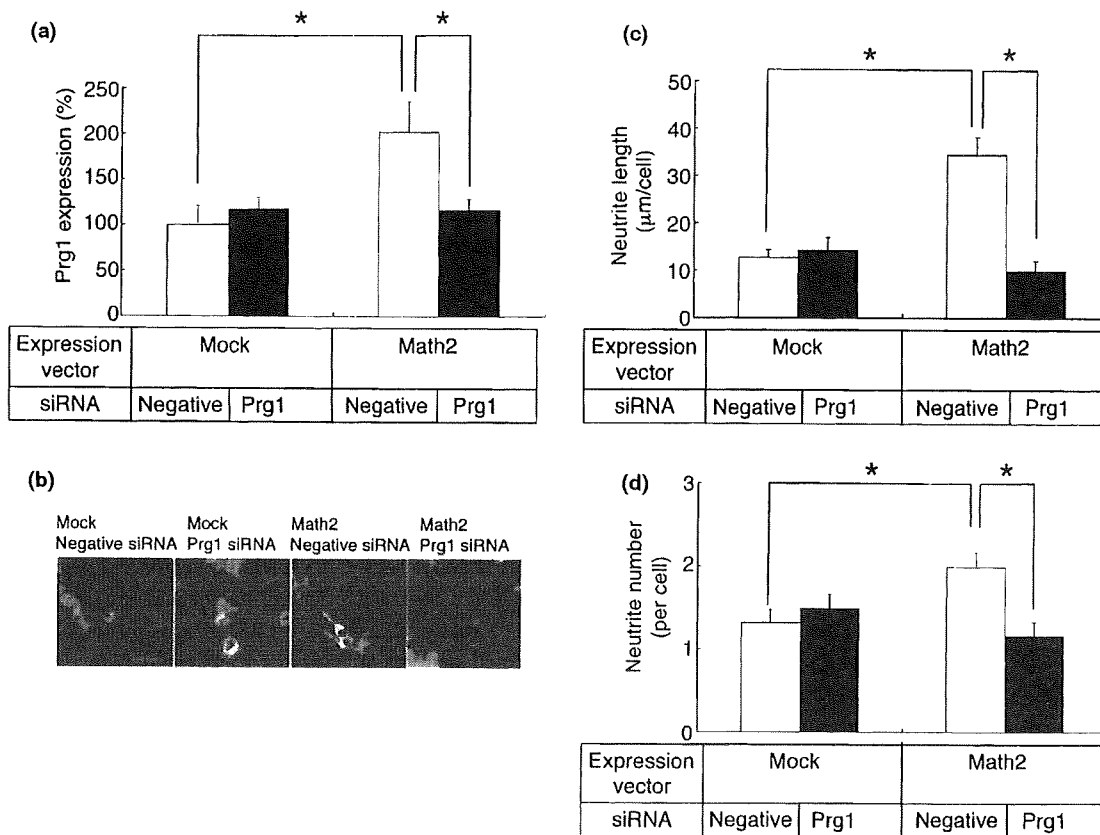 (a)
* *
Prg1 expression (%)
250
200
150
100
50
0
Expression vector Mock Math2
siRNA Negative Prg1 Negative Prg1
(b)
Mock Negative siRNA
Mock Prg1 siRNA
Math2 Negative siRNA
Math2 Prg1 siRNA
(c)
* *
Neutrite length
(μm/cell)
50
40
30
20
10
0
Expression vector Mock Math2
siRNA Negative Prg1 Negative Prg1
(d)
* *
Neutrite number
(per cell)
3
2
1
0
Expression vector Mock Math2
siRNA Negative Prg1 Negative Prg1